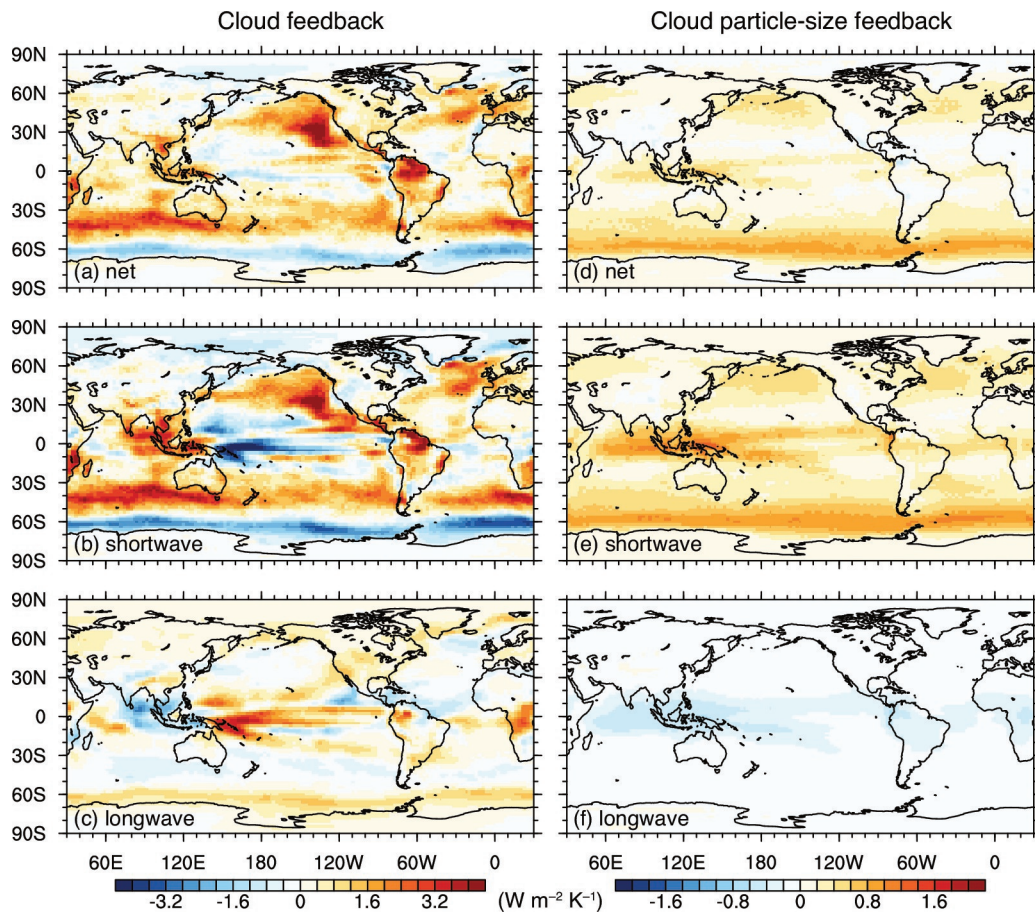 Cloud feedback Cloud particle-size feedback
90N
60N
30N
0
30S
60S
90S
(a) net (d) net
90N
60N
30N
0
30S
60S
90S
(b) shortwave (e) shortwave
90N
60N
30N
0
30S
60S
90S
(c) longwave (f) longwave
60E 120E 180 120W 60W 0 60E 120E 180 120W 60W 0
-3.2 -1.6 0 1.6 3.2 (W m⁻² K⁻¹) -1.6 -0.8 0 0.8 1.6